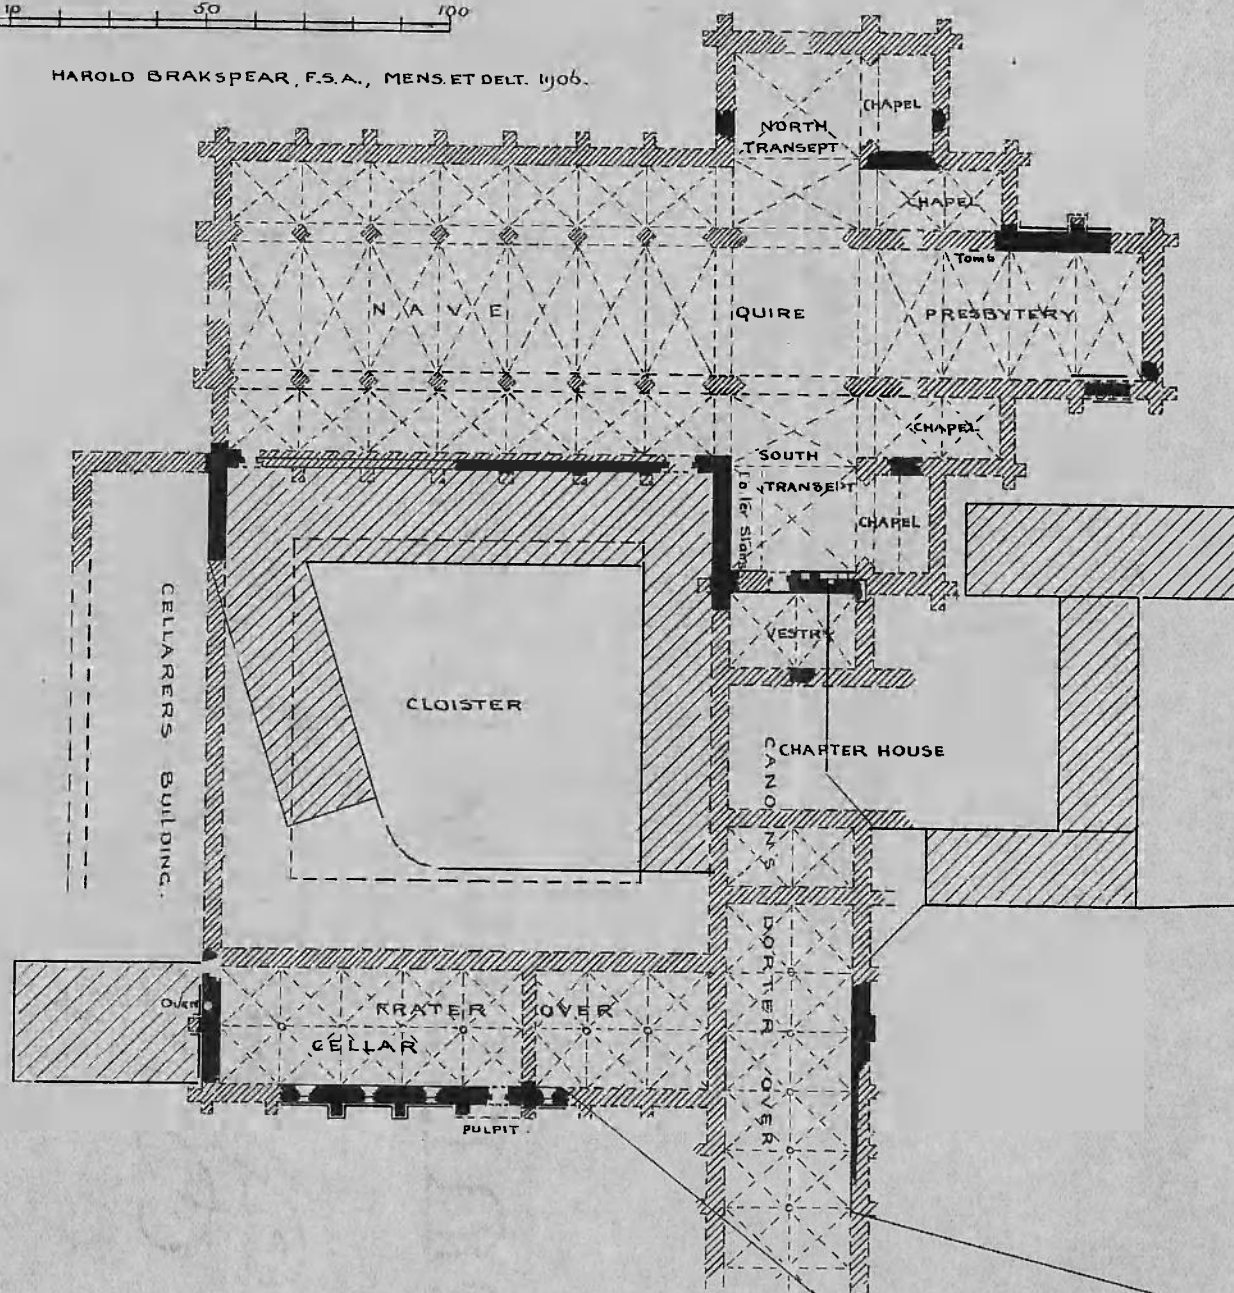 10 50 100
HAROLD BRAKSPEAR, F.S.A., MENS. ET DELT. 1906.
CHAPEL
NORTH
TRANSEPT
CHAPEL
Tomb
NAVE
QUIRE
PRESBYTERY
CHAPEL
SOUTH
TRANSEPT
CHAPEL
VESTRY
CELLARERS BUILDING.
CLOISTER
CHAPTER HOUSE
CANONS DORTER OVER
OVEN
FRATER OVER
CELLAR
PULPIT.